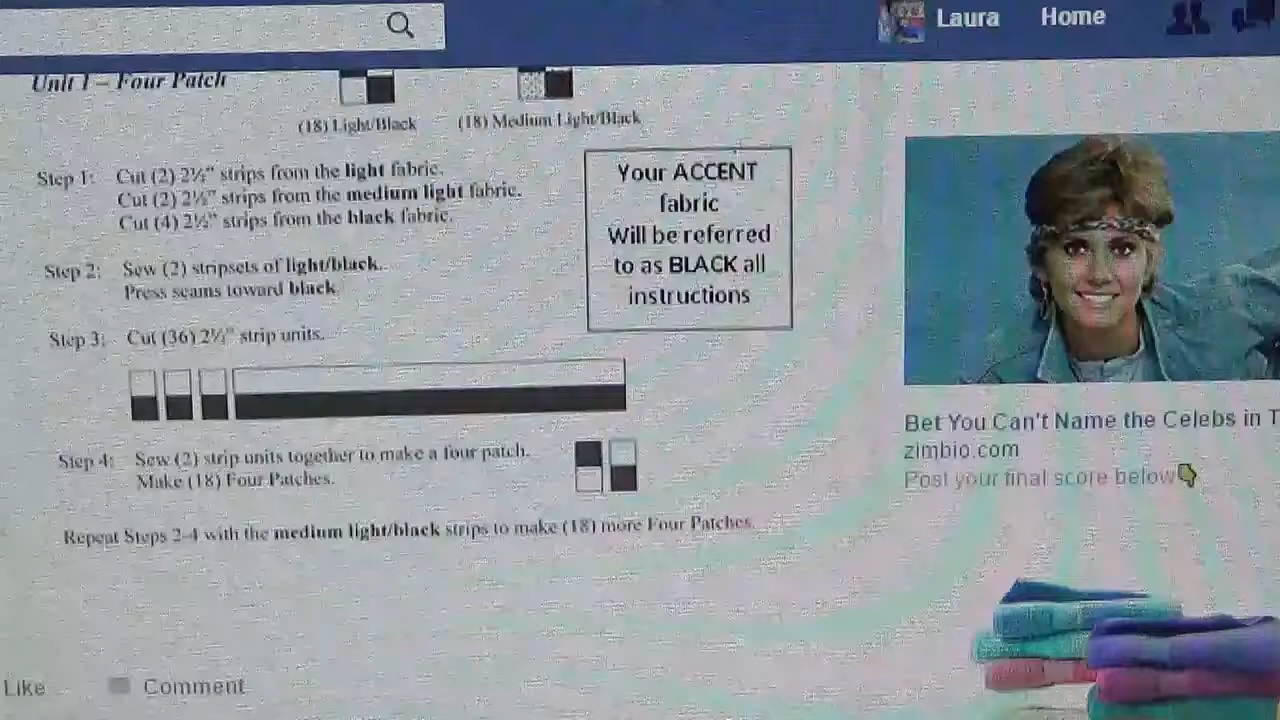 Laura
Home
Unit 1 – Four Patch
(18) Light/Black
(18) Medium Light/Black
Step 1: Cut (2) 2½" strips from the light fabric.
Cut (2) 2½" strips from the medium light fabric.
Cut (4) 2½" strips from the black fabric.
Step 2: Sew (2) stripsets of light/black.
Press seams toward black.
Step 3: Cut (36) 2½" strip units.
Step 4: Sew (2) strip units together to make a four patch.
Make (18) Four Patches.
Repeat Steps 2-4 with the medium light/black strips to make (18) more Four Patches.
Your ACCENT
fabric
Will be referred
to as BLACK all
instructions
Bet You Can't Name the Celebs in T
zimbio.com
Post your final score below
Like
Comment